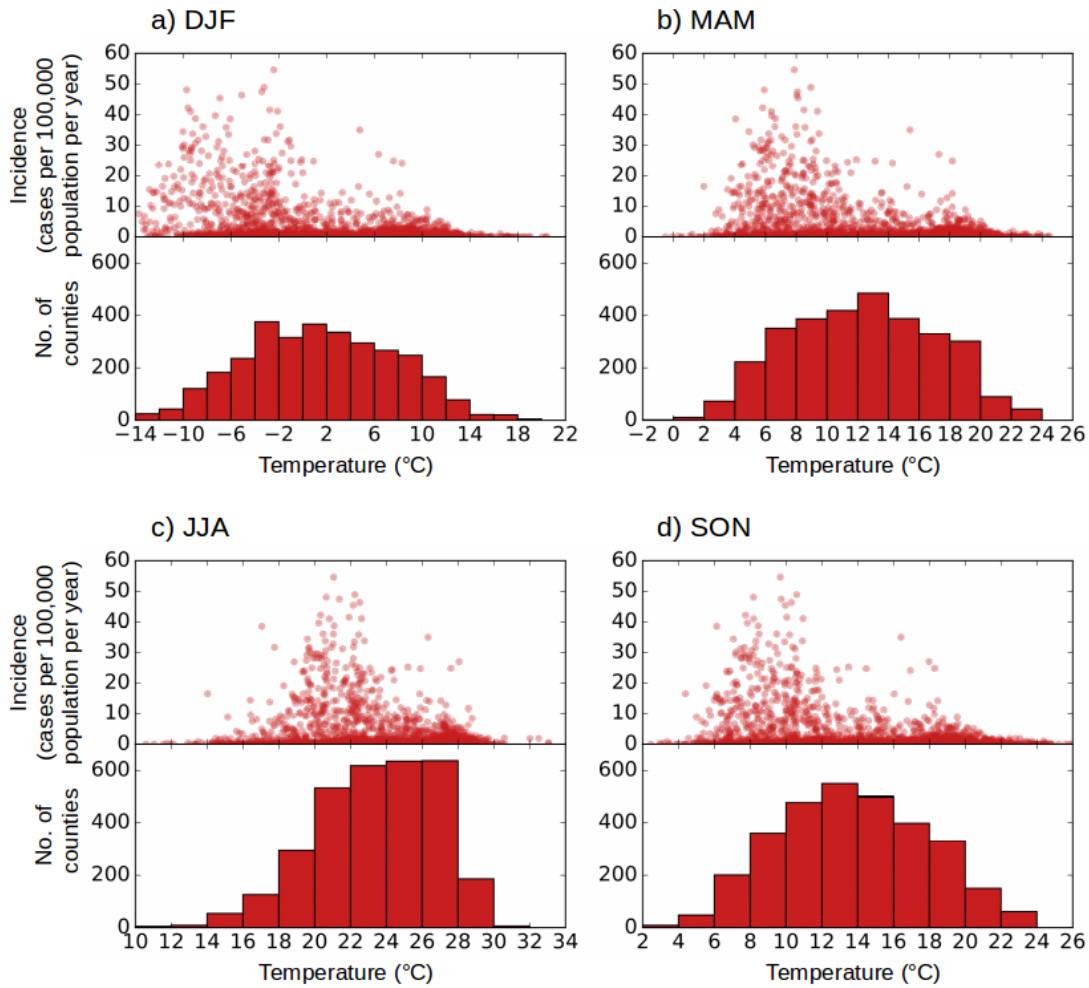 a) DJF
b) MAM
Incidence
(cases per 100,000
population per year)
60
50
40
30
20
10
0
60
50
40
30
20
10
0
No. of
counties
600
400
200
0
600
400
200
0
−14 −10 −6 −2 2 6 10 14 18 22
−2 0 2 4 6 8 10 12 14 16 18 20 22 24 26
Temperature (°C)
Temperature (°C)
c) JJA
d) SON
Incidence
(cases per 100,000
population per year)
60
50
40
30
20
10
0
60
50
40
30
20
10
0
No. of
counties
600
400
200
0
600
400
200
0
10 12 14 16 18 20 22 24 26 28 30 32 34
2 4 6 8 10 12 14 16 18 20 22 24 26
Temperature (°C)
Temperature (°C)